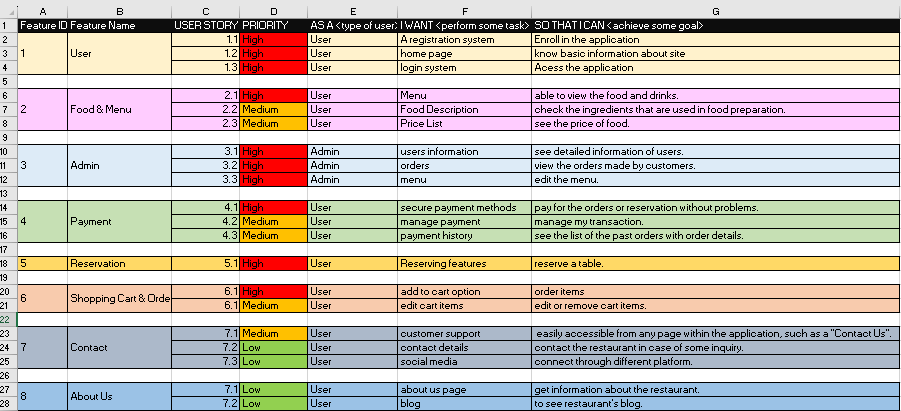 A B C D E F G
1 Feature ID Feature Name USER STORY PRIORITY AS A <type of user> I WANT <perform some task> SO THAT I CAN <achieve some goal>
2 1.1 High User A registration system Enroll in the application
3 1 User 1.2 High User home page know basic information about site
4 1.3 High User login system Acess the application
5
6 2.1 High User Menu able to view the food and drinks.
7 2 Food & Menu 2.2 Medium User Food Description check the ingredients that are used in food preparation.
8 2.3 Medium User Price List see the price of food.
9
10 3.1 High Admin users information see detailed information of users.
11 3 Admin 3.2 High Admin orders view the orders made by customers.
12 3.3 High Admin menu edit the menu.
13
14 4.1 High User secure payment methods pay for the orders or reservation without problems.
15 4 Payment 4.2 Medium User manage payment manage my transaction.
16 4.3 Medium User payment history see the list of the past orders with order details.
17
18 5 Reservation 5.1 High User Reserving features reserve a table.
19
20 6.1 High User add to cart option order items
6 Shopping Cart & Orde
21 6.1 Medium User edit cart items edit or remove cart items.
22
23 7.1 Medium User customer support easily accessible from any page within the application, such as a "Contact Us".
24 7 Contact 7.2 Low User contact details contact the restaurant in case of some inquiry.
25 7.3 Low User social media connect through different platform.
26
27 7.1 Low User about us page get information about the restaurant.
8 About Us
28 7.2 Low User blog to see restaurant's blog.